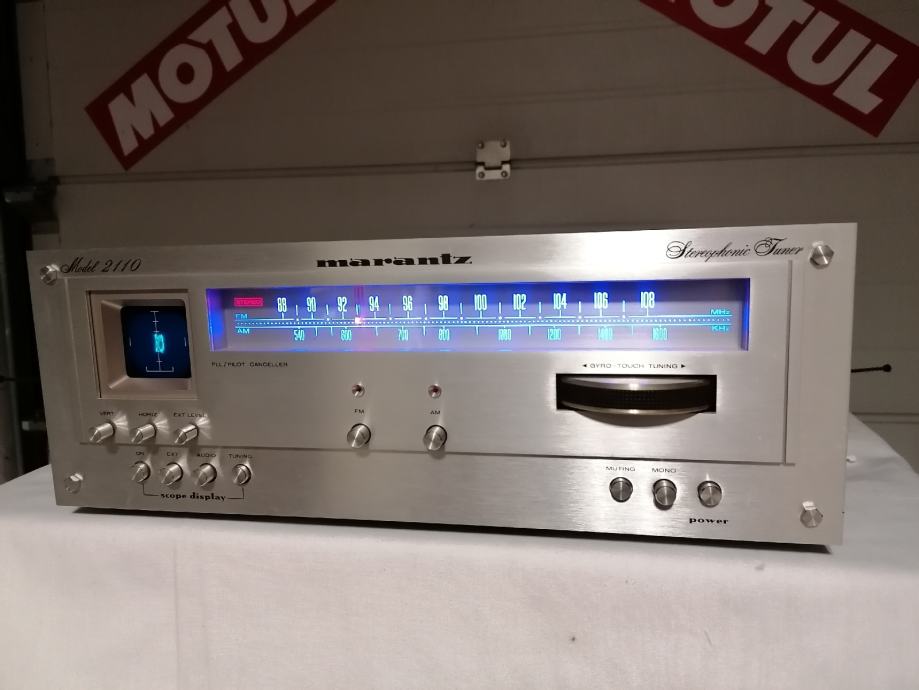 MOTUL
MOTUL
Model 2110
marantz
Stereophonic Tuner
STEREO
88 90 92 94 96 98 100 102 104 106 108
FM MHz
AM KHz
540 600 700 800 1000 1200 1400 1600
PLL/PILOT CANCELLER
◄ GYRO-TOUCH TUNING ►
VERT HORIZ EXT LEVEL
FM AM
ON EXT AUDIO TUNING
scope display
MUTING MONO
power